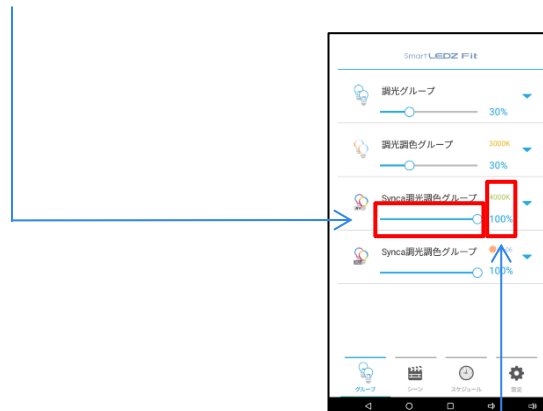 Smart LEDZ Fit
調光グループ
30%
調光調色グループ
3000K
30%
Synca調光調色グループ
4000K
100%
Synca調光調色グループ
100%
グループ
シーン
スケジュール
設定